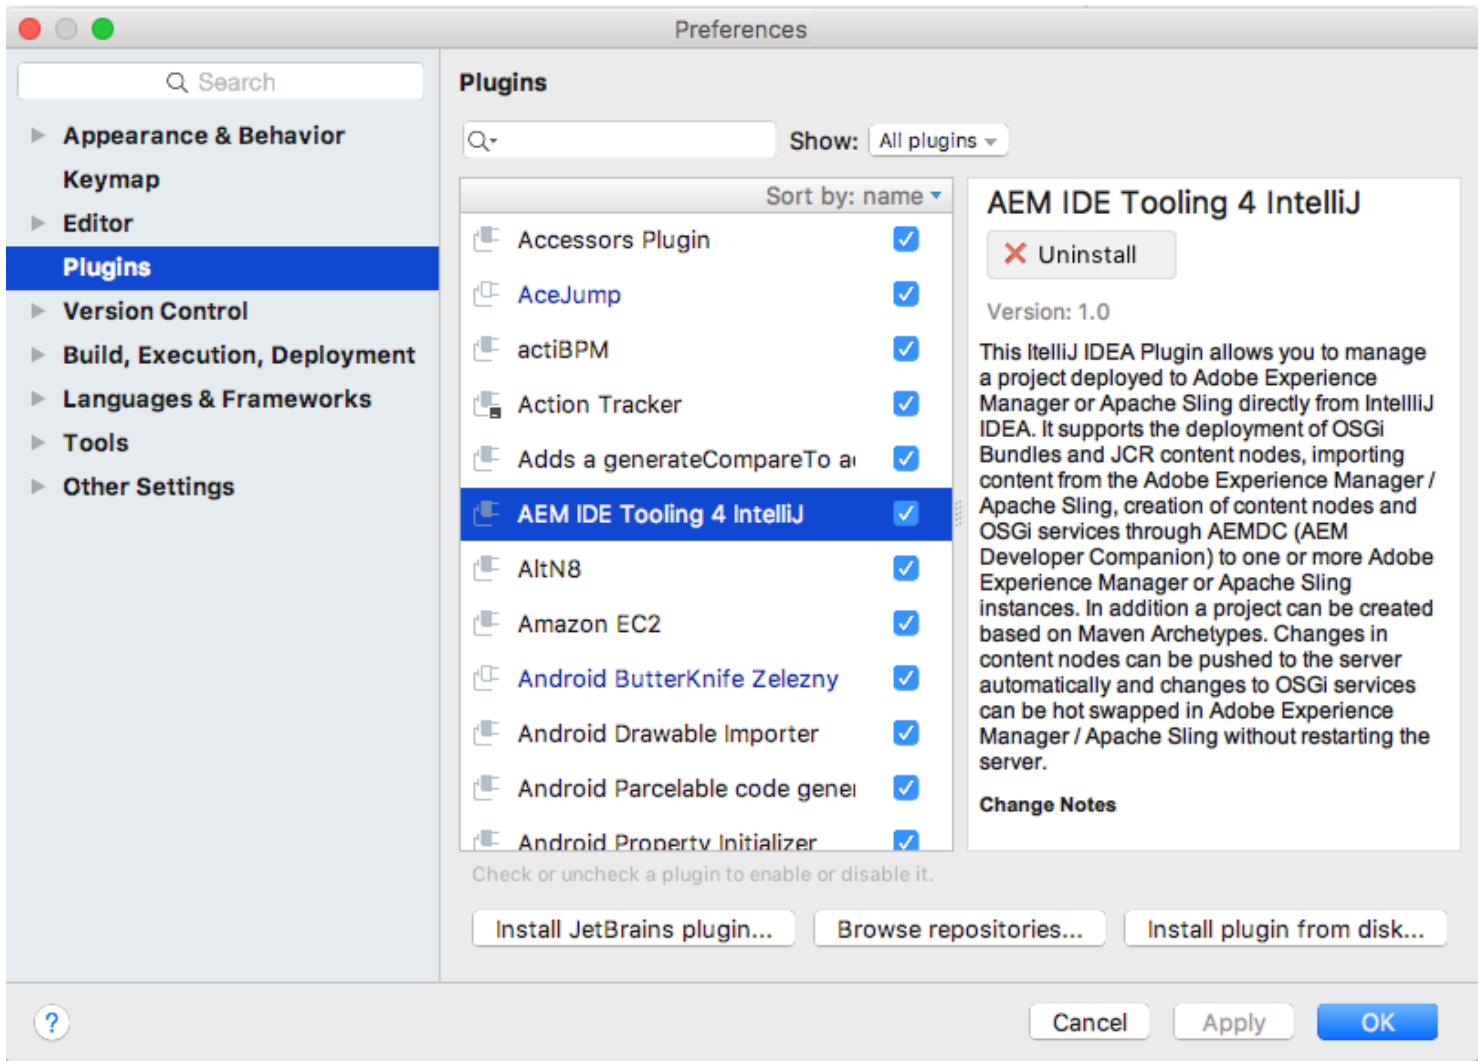 Preferences
Search
Appearance & Behavior
Keymap
Editor
Plugins
Version Control
Build, Execution, Deployment
Languages & Frameworks
Tools
Other Settings
Plugins
Show: All plugins
Sort by: name
Accessors Plugin
AceJump
actiBPM
Action Tracker
Adds a generateCompareTo a
AEM IDE Tooling 4 IntelliJ
AltN8
Amazon EC2
Android ButterKnife Zelezny
Android Drawable Importer
Android Parcelable code gene
Android Property Initializer
AEM IDE Tooling 4 IntelliJ
Uninstall
Version: 1.0
This ItelliJ IDEA Plugin allows you to manage
a project deployed to Adobe Experience
Manager or Apache Sling directly from IntellliJ
IDEA. It supports the deployment of OSGi
Bundles and JCR content nodes, importing
content from the Adobe Experience Manager /
Apache Sling, creation of content nodes and
OSGi services through AEMDC (AEM
Developer Companion) to one or more Adobe
Experience Manager or Apache Sling
instances. In addition a project can be created
based on Maven Archetypes. Changes in
content nodes can be pushed to the server
automatically and changes to OSGi services
can be hot swapped in Adobe Experience
Manager / Apache Sling without restarting the
server.
Change Notes
Check or uncheck a plugin to enable or disable it.
Install JetBrains plugin...
Browse repositories...
Install plugin from disk...
?
Cancel
Apply
OK